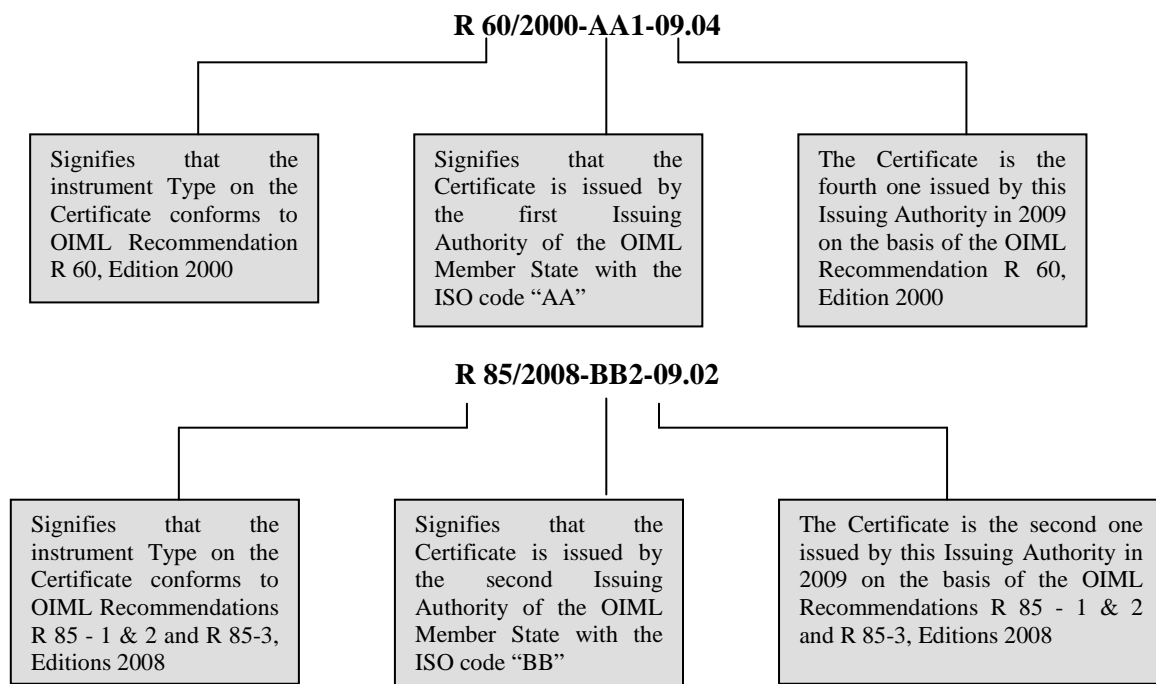 R 60/2000-AA1-09.04
Signifies that the
instrument Type on the
Certificate conforms to
OIML Recommendation
R 60, Edition 2000
Signifies that the
Certificate is issued by
the first Issuing
Authority of the OIML
Member State with the
ISO code “AA”
The Certificate is the
fourth one issued by this
Issuing Authority in 2009
on the basis of the OIML
Recommendation R 60,
Edition 2000
R 85/2008-BB2-09.02
Signifies that the
instrument Type on the
Certificate conforms to
OIML Recommendations
R 85 - 1 & 2 and R 85-3,
Editions 2008
Signifies that the
Certificate is issued by
the second Issuing
Authority of the OIML
Member State with the
ISO code “BB”
The Certificate is the second one
issued by this Issuing Authority in
2009 on the basis of the OIML
Recommendations R 85 - 1 & 2
and R 85-3, Editions 2008